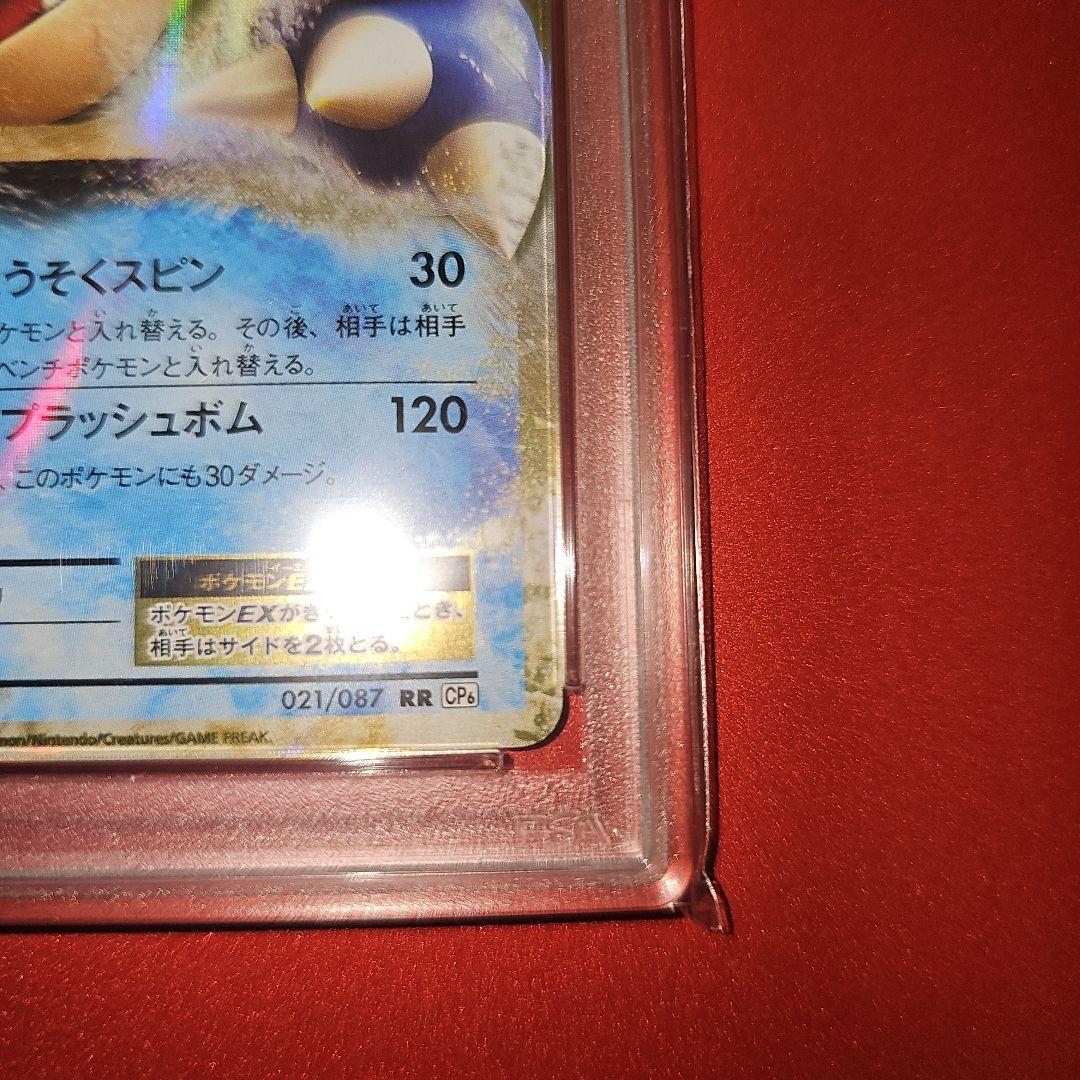 うそくスピン 30
ケモンと入れ替える。その後、相手は相手
ベンチポケモンと入れ替える。
プラッシュボム 120
、このポケモンにも30ダメージ。
ポケモンE
ポケモンEXがき とき、
相手はサイドを2枚とる。
021/087 RR CP6
mon/Nintendo/Creatures/GAME FREAK.
PSA